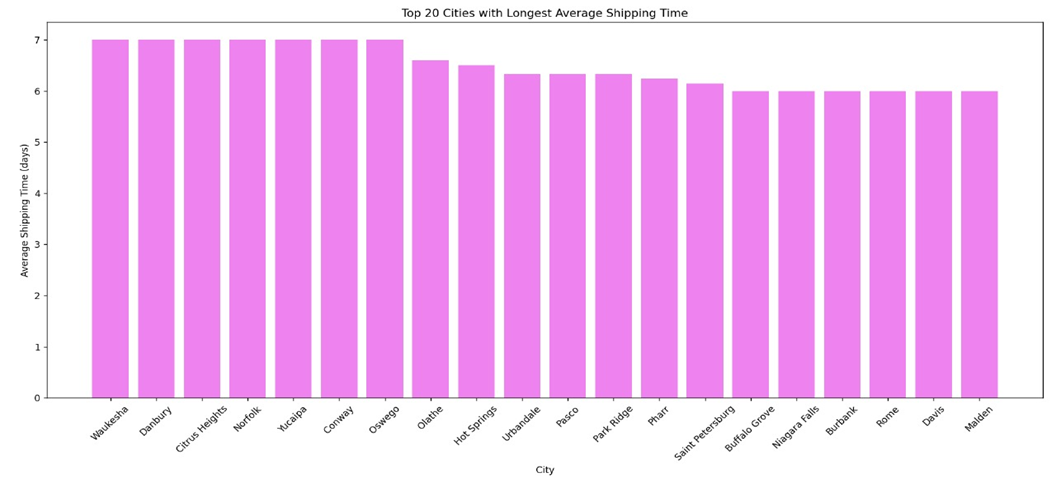 Top 20 Cities with Longest Average Shipping Time
Average Shipping Time (days)
7
6
5
4
3
2
1
0
Waukesha
Danbury
Citrus Heights
Norfolk
Yucaipa
Conway
Oswego
Olathe
Hot Springs
Urbandale
Pasco
Park Ridge
Pharr
Saint Petersburg
Buffalo Grove
Niagara Falls
Burbank
Rome
Davis
Malden
City